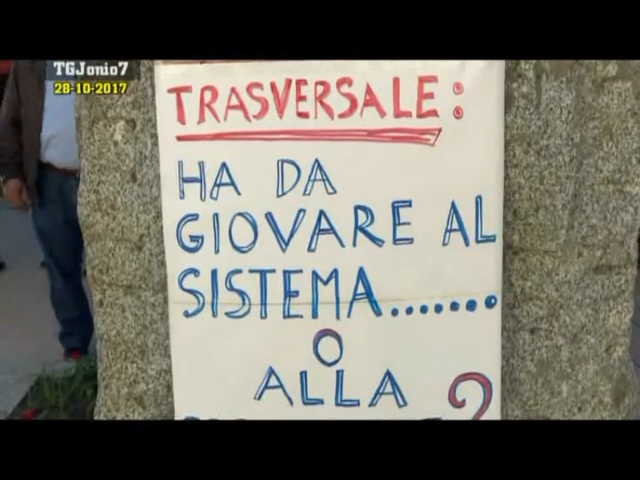 TGJonio7
28-10-2017
TRASVERSALE:
HA DA
GIOVARE AL
SISTEMA.......
O
ALLA ?